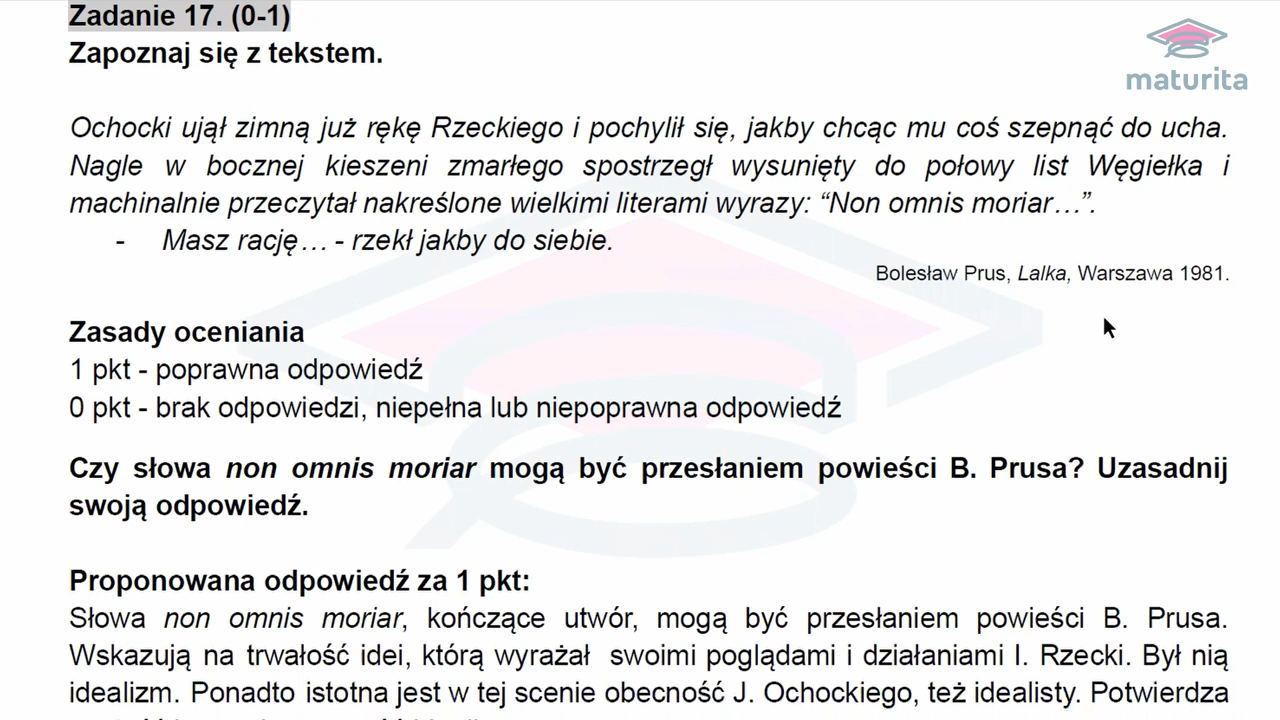 Zadanie 17. (0-1)
Zapoznaj się z tekstem.
maturita
Ochocki ujął zimną już rękę Rzeckiego i pochylił się, jakby chcąc mu coś szepnąć do ucha.
Nagle w bocznej kieszeni zmarłego spostrzegł wysunięty do połowy list Węgiełka i
machinalnie przeczytał nakreślone wielkimi literami wyrazy: “Non omnis moriar…”.
- Masz rację… - rzekł jakby do siebie.
Bolesław Prus, Lalka, Warszawa 1981.
Zasady oceniania
1 pkt - poprawna odpowiedź
0 pkt - brak odpowiedzi, niepełna lub niepoprawna odpowiedź
Czy słowa non omnis moriar mogą być przesłaniem powieści B. Prusa? Uzasadnij
swoją odpowiedź.
Proponowana odpowiedź za 1 pkt:
Słowa non omnis moriar, kończące utwór, mogą być przesłaniem powieści B. Prusa.
Wskazują na trwałość idei, którą wyrażał swoimi poglądami i działaniami I. Rzecki. Był nią
idealizm. Ponadto istotna jest w tej scenie obecność J. Ochockiego, też idealisty. Potwierdza